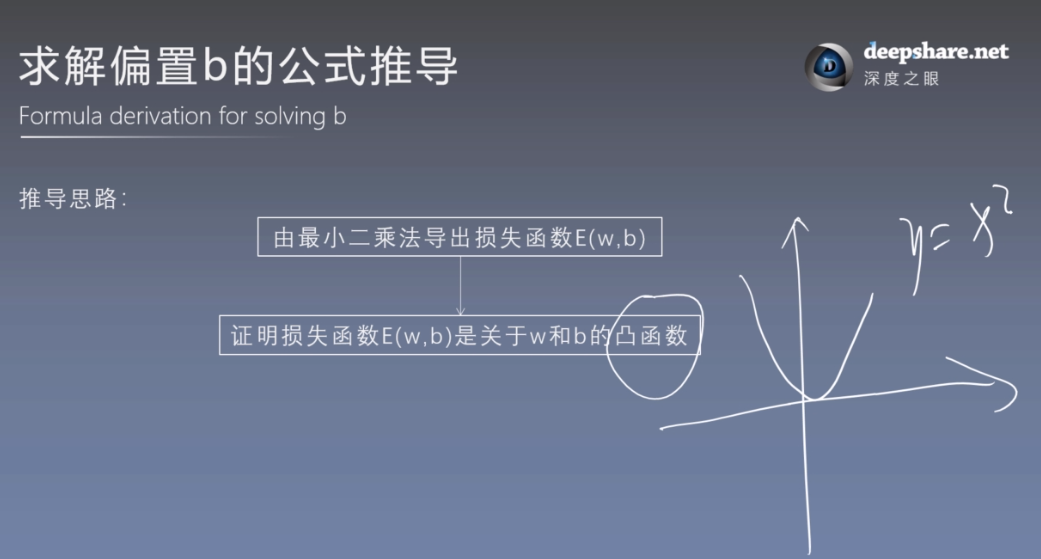 求解偏置b的公式推导
Formula derivation for solving b
deepshare.net
深度之眼
推导思路：
由最小二乘法导出损失函数E(w,b)
证明损失函数E(w,b)是关于w和b的凸函数
y=x²